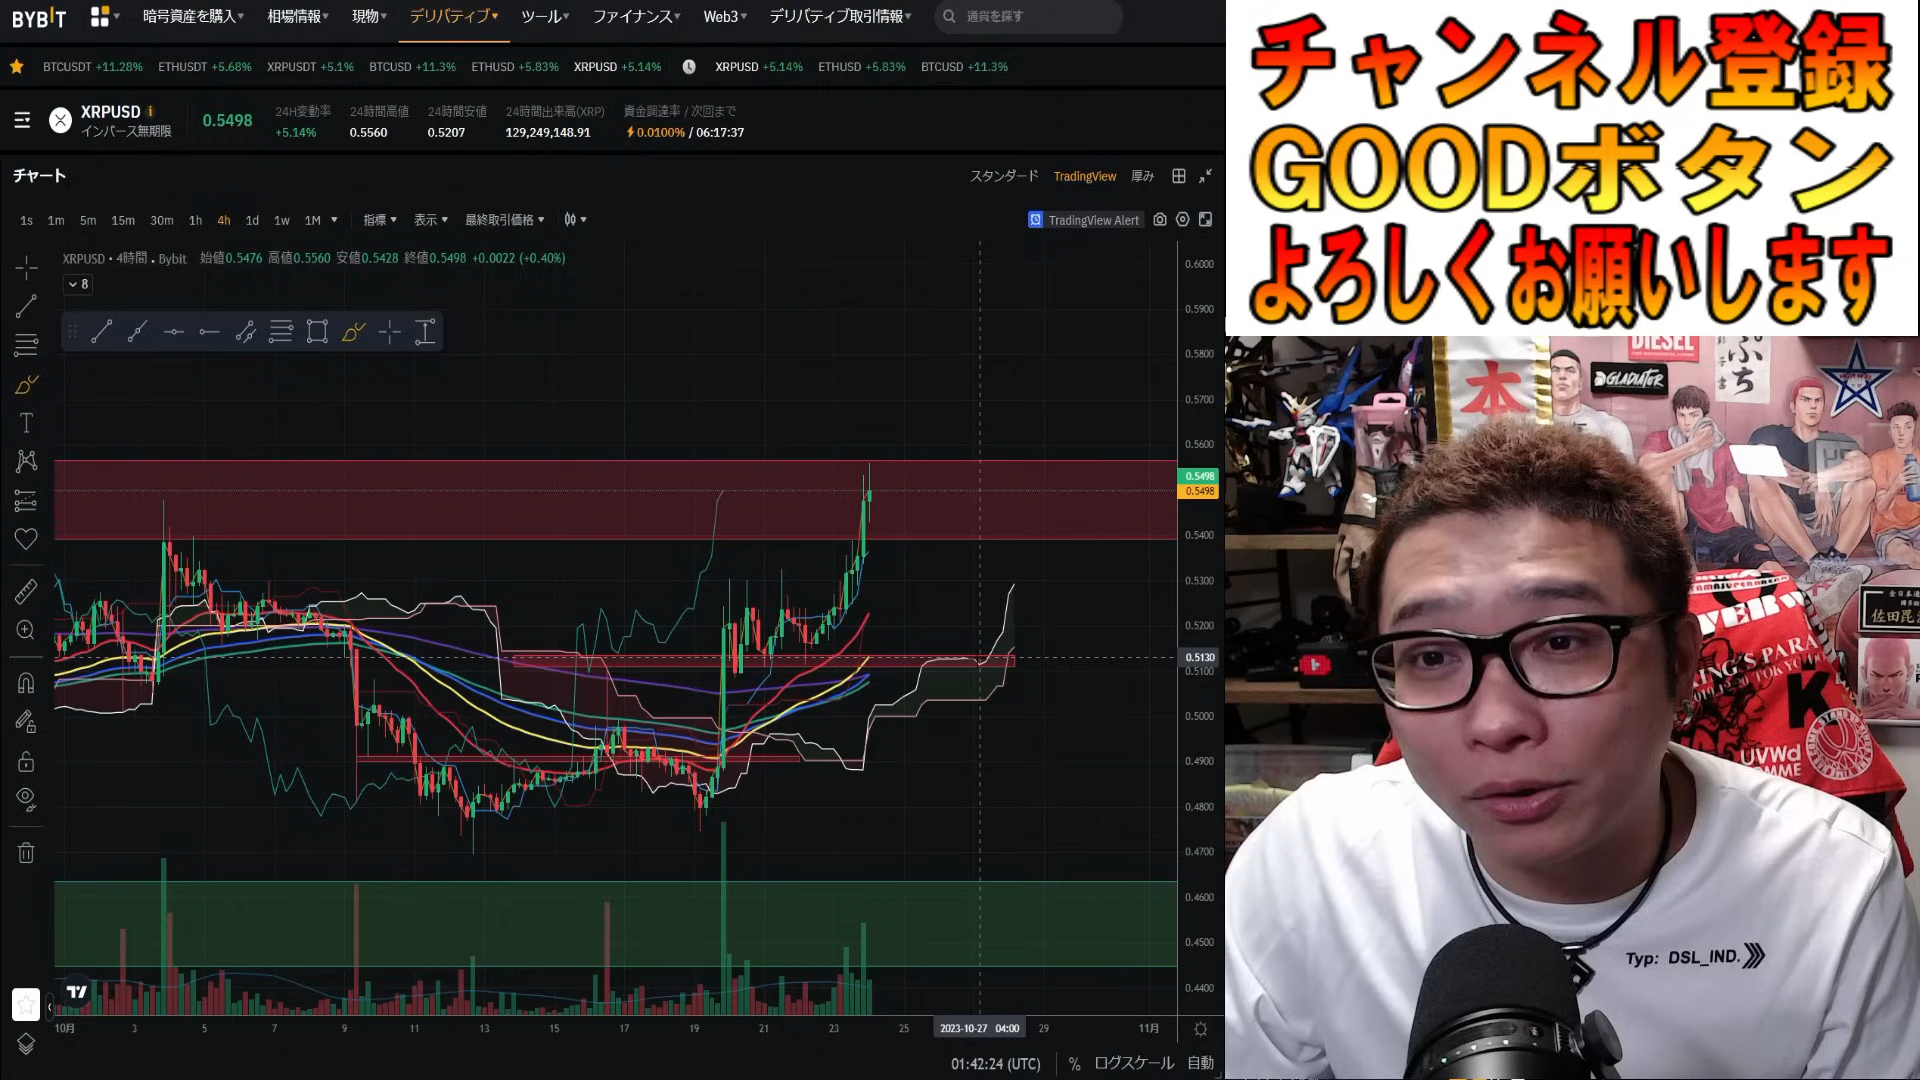 BYBIT 暗号資産を購入 相場情報 現物 デリバティブ ツール ファイナンス Web3 デリバティブ取引情報 通貨を探す
BTCUSDT +11.28% ETHUSDT +5.68% XRPUSDT +5.1% BTCUSD +11.3% ETHUSD +5.83% XRPUSD +5.14% XRPUSD +5.14% ETHUSD +5.83% BTCUSD +11.3%
XRPUSD
インバース無期限
0.5498
24H変動率 24時間高値 24時間安値 24時間出来高(XRP) 資金調達率 / 次回まで
+5.14% 0.5560 0.5207 129,249,148.91 0.0100% / 06:17:37
チャート
スタンダード TradingView 厚み
1s 1m 5m 15m 30m 1h 4h 1d 1w 1M 指標 表示 最終取引価格 TradingView Alert
XRPUSD • 4時間 • Bybit 始値0.5476 高値0.5560 安値0.5428 終値0.5498 +0.0022 (+0.40%)
8
0.6000
0.5900
0.5800
0.5700
0.5600
0.5498
0.5498
0.5400
0.5300
0.5200
0.5130
0.5100
0.5000
0.4900
0.4800
0.4700
0.4600
0.4500
0.4400
10月 3 5 7 9 11 13 15 17 19 21 23 25 2023-10-27 04:00 29 11月
01:42:24 (UTC) % ログスケール 自動
チャンネル登録
GOODボタン
よろしくお願いします
DIESEL
GLADIATOR
本
ぷち
全日本
佐田
KING'S PARA
TOKYO
K
UVWd
OMME
Typ: DSL_IND.